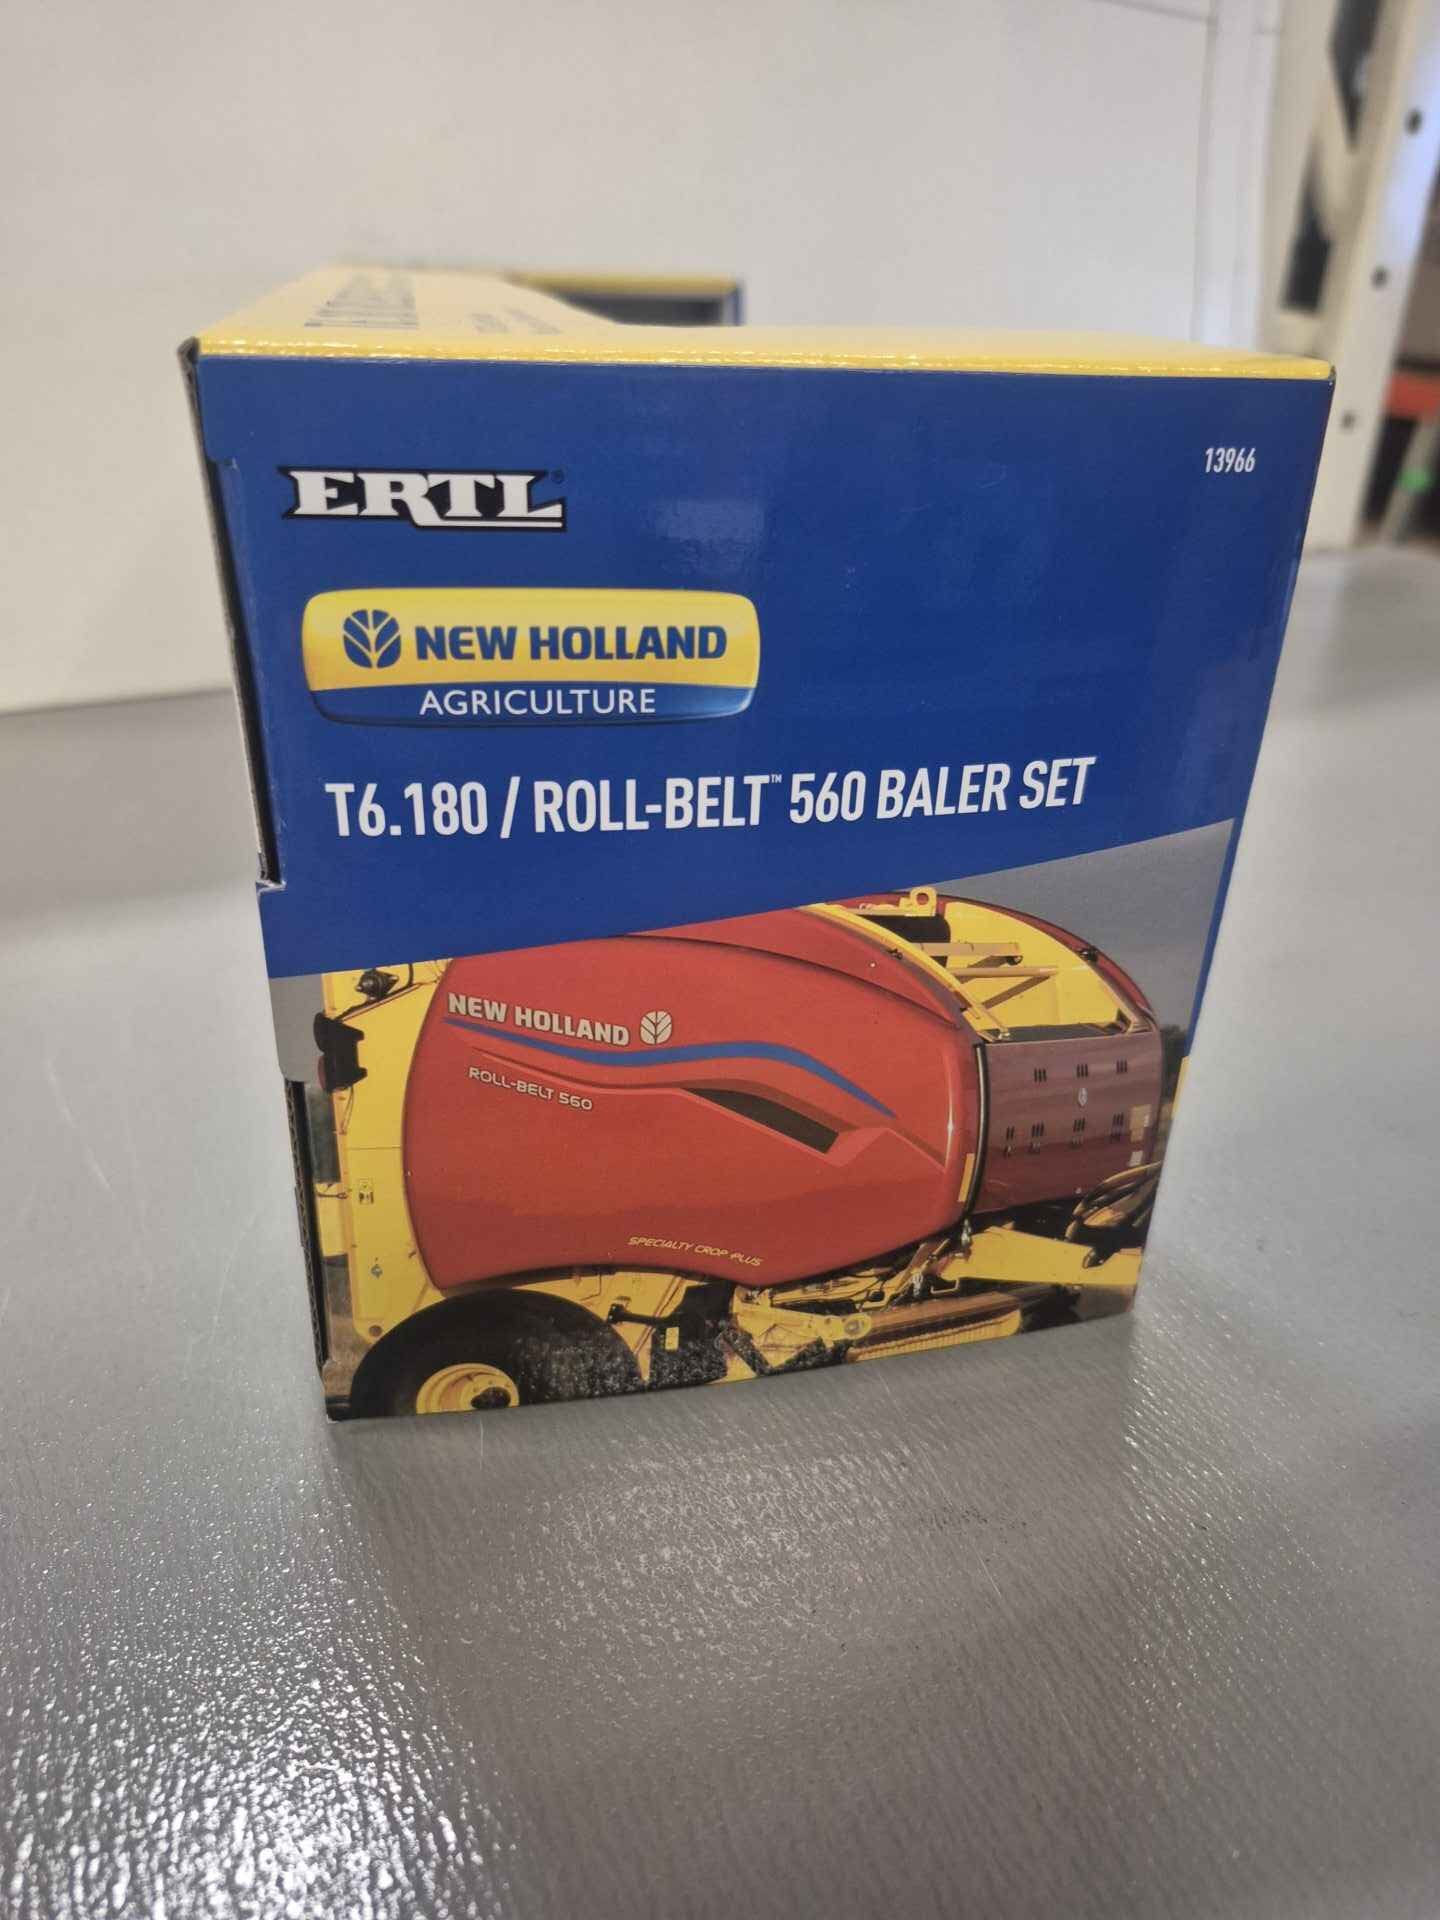 13966
ERTL®
NEW HOLLAND
AGRICULTURE
T6.180 / ROLL-BELT™ 560 BALER SET
NEW HOLLAND
ROLL-BELT 560
SPECIALTY CROP PLUS